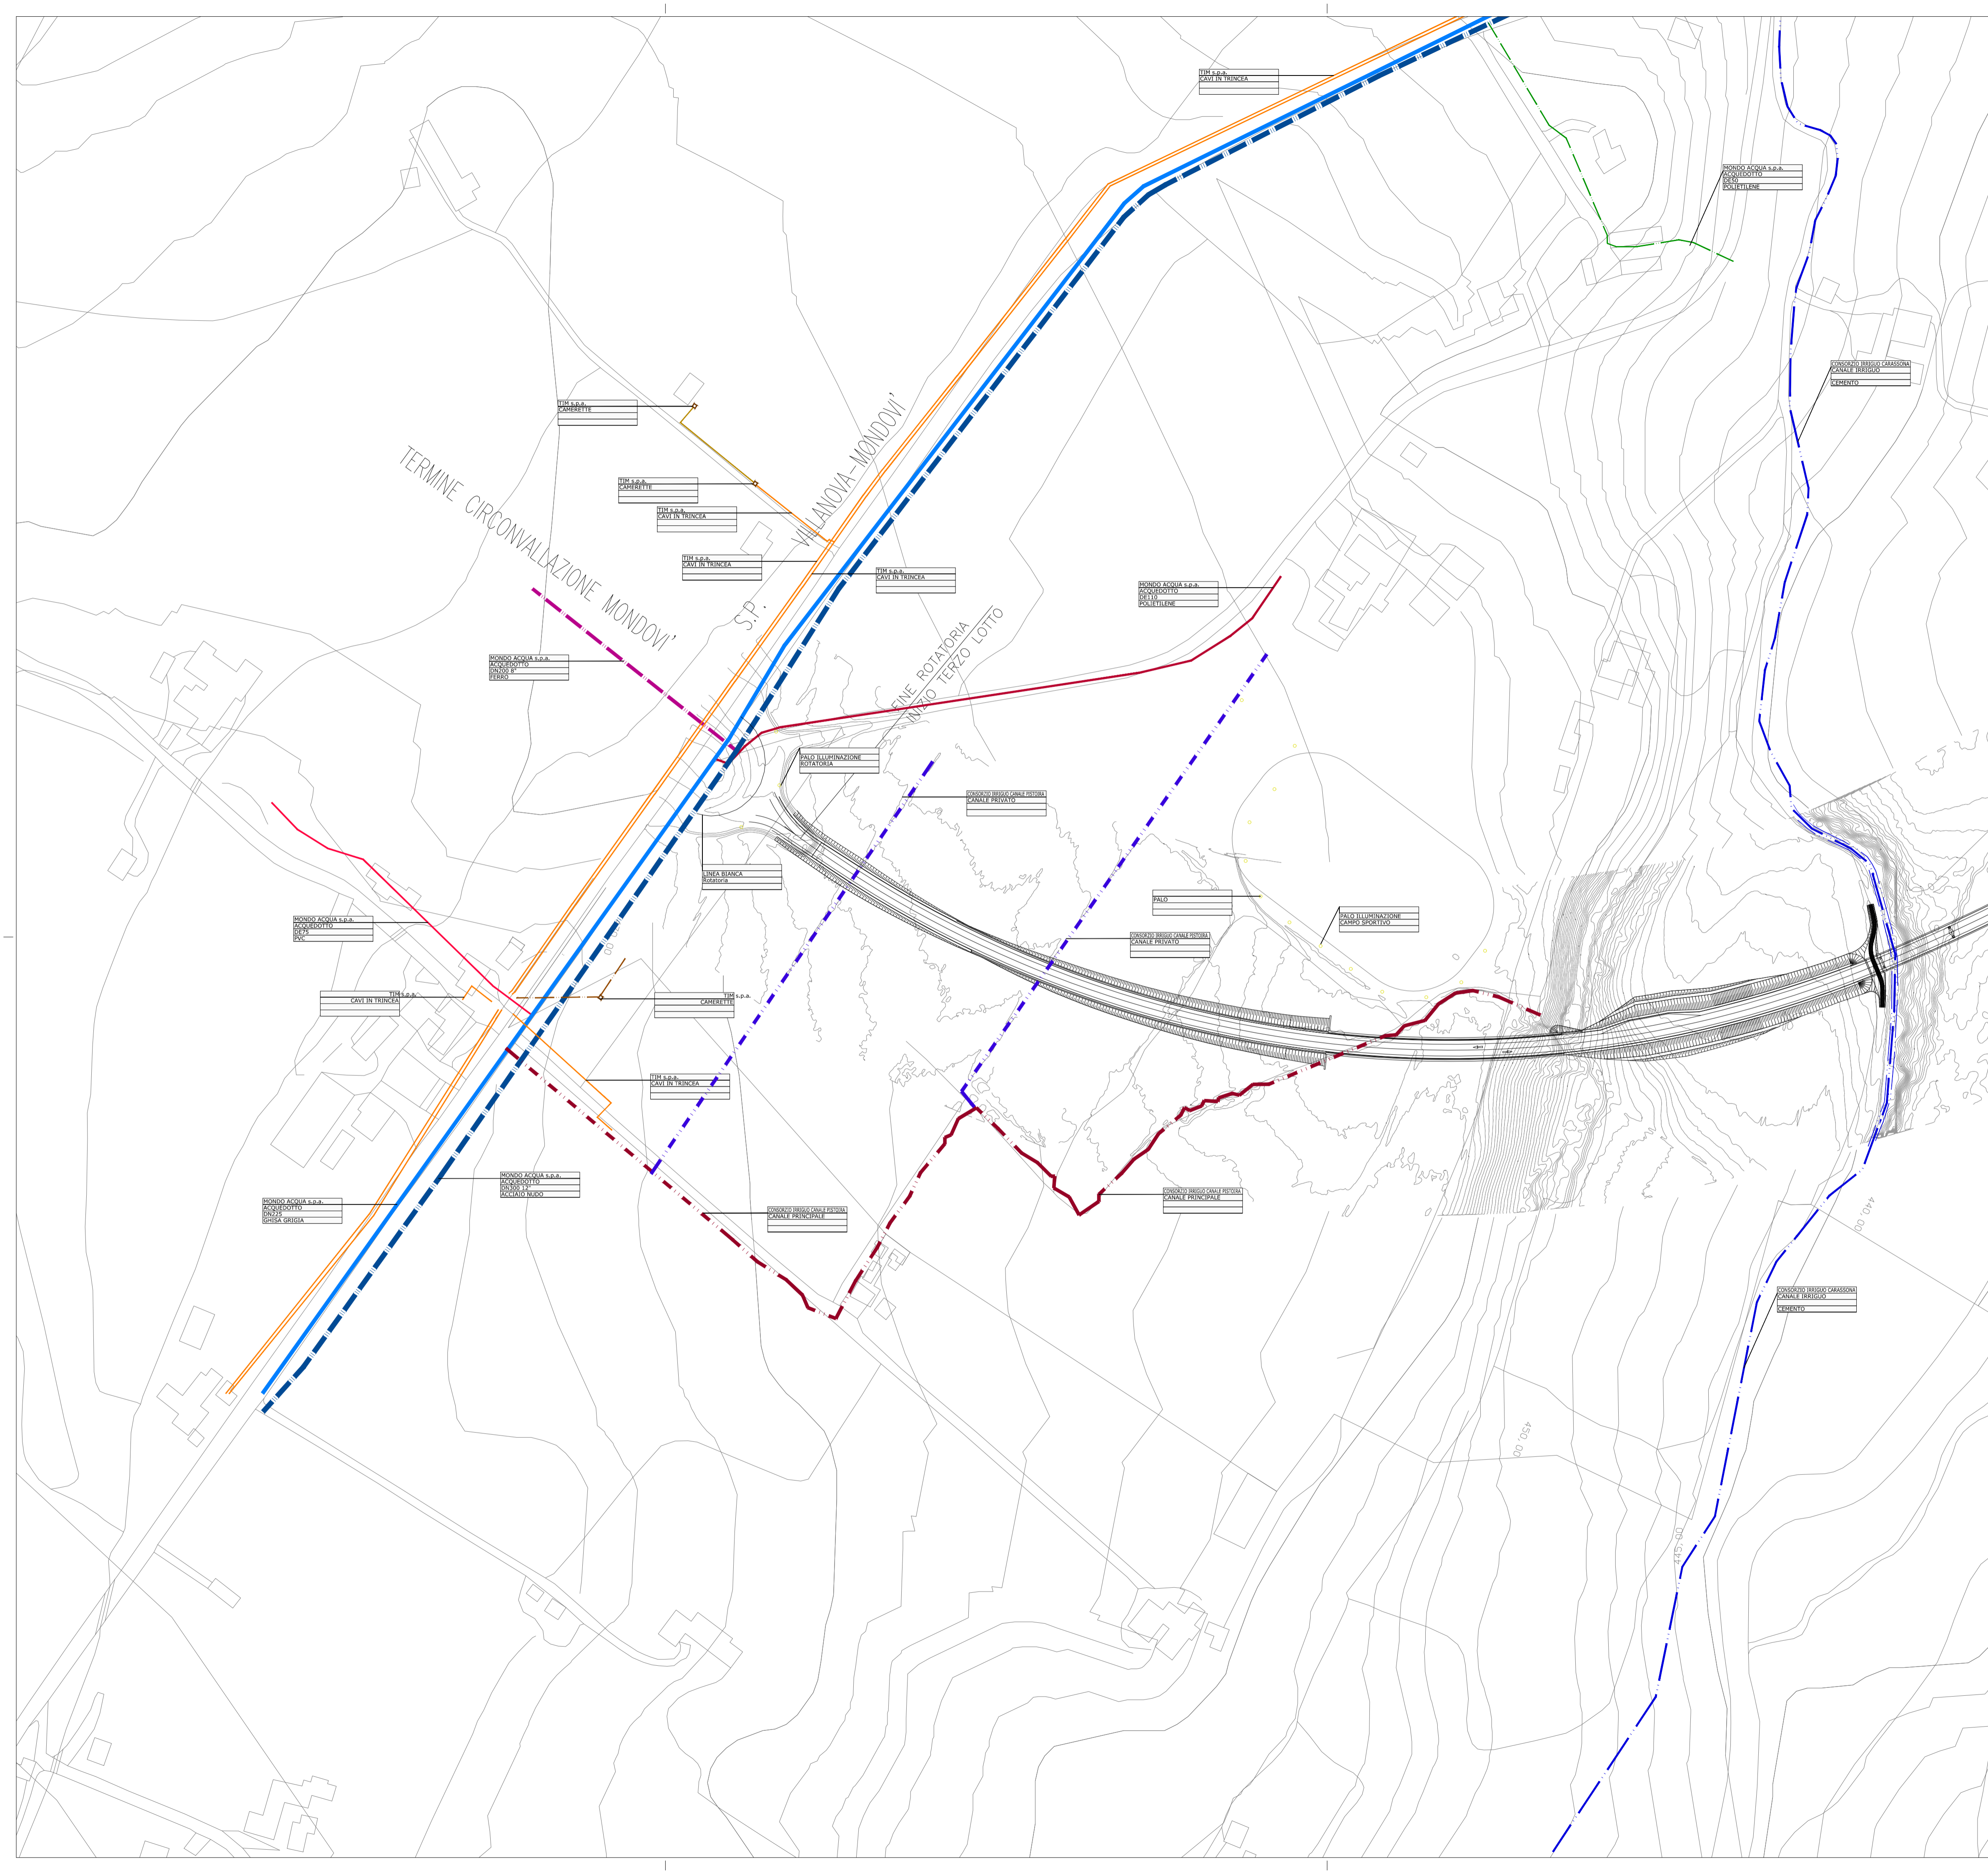 TIM s.p.a.
CAVI IN TRINCEA
MONDO ACQUA s.p.a.
ACQUEDOTTO
DE50
POLIETILENE
CONSORZIO IRRIGUO CARASSONA
CANALE IRRIGUO
CEMENTO
TIM s.p.a.
CAMERETTE
TERMINE CIRCONVALLAZIONE MONDOVI'
S.P. VILLANOVA-MONDOVI'
TIM s.p.a.
CAMERETTE
TIM s.p.a.
CAVI IN TRINCEA
TIM s.p.a.
CAVI IN TRINCEA
TIM s.p.a.
CAVI IN TRINCEA
MONDO ACQUA s.p.a.
ACQUEDOTTO
DE110
POLIETILENE
FINE ROTATORIA
INIZIO TERZO LOTTO
MONDO ACQUA s.p.a.
ACQUEDOTTO
DN200 8"
FERRO
PALO ILLUMINAZIONE
ROTATORIA
CONSORZIO IRRIGUO CANALE PISTOIRA
CANALE PRIVATO
LINEA BIANCA
Rotatoria
PALO
PALO ILLUMINAZIONE
CAMPO SPORTIVO
MONDO ACQUA s.p.a.
ACQUEDOTTO
DE75
PVC
CONSORZIO IRRIGUO CANALE PISTOIRA
CANALE PRIVATO
TIM s.p.a.
CAVI IN TRINCEA
TIM s.p.a.
CAMERETTE
TIM s.p.a.
CAVI IN TRINCEA
MONDO ACQUA s.p.a.
ACQUEDOTTO
DN300 12"
ACCIAIO NUDO
MONDO ACQUA s.p.a.
ACQUEDOTTO
DN225
GHISA GRIGIA
CONSORZIO IRRIGUO CANALE PISTOIRA
CANALE PRINCIPALE
CONSORZIO IRRIGUO CANALE PISTOIRA
CANALE PRINCIPALE
440,00
CONSORZIO IRRIGUO CARASSONA
CANALE IRRIGUO
CEMENTO
450,00
445,00